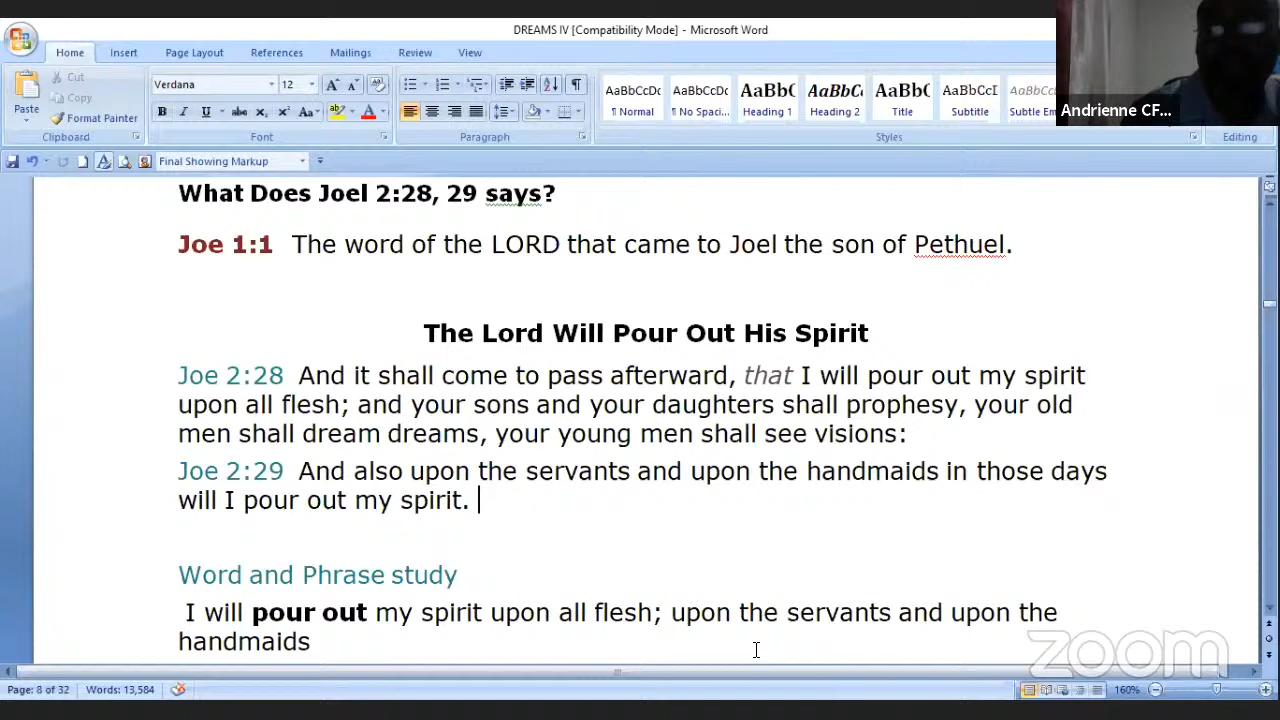 DREAMS IV [Compatibility Mode] - Microsoft Word
Home Insert Page Layout References Mailings Review View
Cut
Copy
Paste
Format Painter
Verdana 12
AaBbCcDc AaBbCcDc AaBbC AaBbCc AaBbC AaBbCcI AaBbCcDc
¶ Normal ¶ No Spaci... Heading 1 Heading 2 Title Subtitle Subtle Em
Clipboard Font Paragraph Styles Editing
Andrienne CF...
Final Showing Markup
What Does Joel 2:28, 29 says?
Joe 1:1 The word of the LORD that came to Joel the son of Pethuel.
The Lord Will Pour Out His Spirit
Joe 2:28 And it shall come to pass afterward, that I will pour out my spirit
upon all flesh; and your sons and your daughters shall prophesy, your old
men shall dream dreams, your young men shall see visions:
Joe 2:29 And also upon the servants and upon the handmaids in those days
will I pour out my spirit.
Word and Phrase study
I will pour out my spirit upon all flesh; upon the servants and upon the
handmaids
zoom
Page: 8 of 32 Words: 13,584 160%